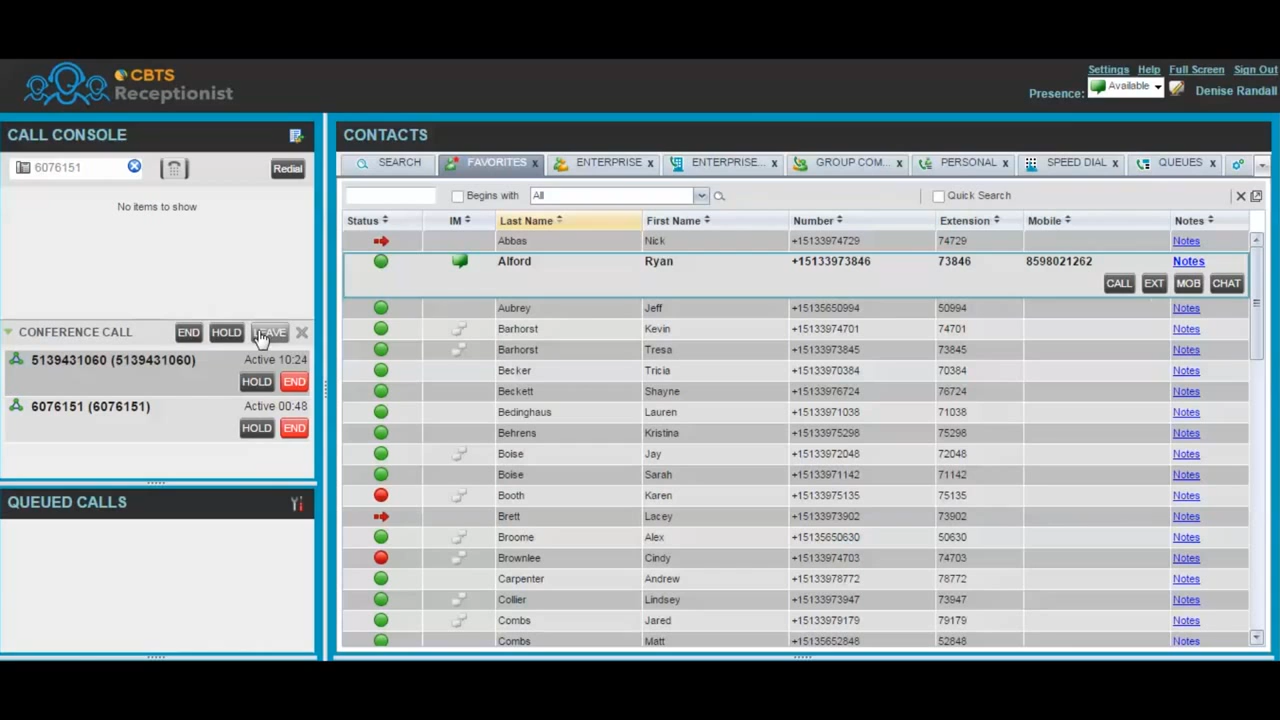 CBTS
Receptionist
Settings Help Full Screen Sign Out
Presence: Available Denise Randall
CALL CONSOLE
6076151 Redial
No items to show
CONFERENCE CALL END HOLD LEAVE
5139431060 (5139431060) Active 10:24
HOLD END
6076151 (6076151) Active 00:48
HOLD END
QUEUED CALLS
CONTACTS
SEARCH FAVORITES x ENTERPRISE x ENTERPRISE... x GROUP COM... x PERSONAL x SPEED DIAL x QUEUES x
Begins with All Quick Search
Status IM Last Name First Name Number Extension Mobile Notes
Abbas Nick +15133974729 74729 Notes
Alford Ryan +15133973846 73846 8598021262 Notes
CALL EXT MOB CHAT
Aubrey Jeff +15135650994 50994 Notes
Barhorst Kevin +15133974701 74701 Notes
Barhorst Tresa +15133973845 73845 Notes
Becker Tricia +15133970384 70384 Notes
Beckett Shayne +15133976724 76724 Notes
Bedinghaus Lauren +15133971038 71038 Notes
Behrens Kristina +15133975298 75298 Notes
Boise Jay +15133972048 72048 Notes
Boise Sarah +15133971142 71142 Notes
Booth Karen +15133975135 75135 Notes
Brett Lacey +15133973902 73902 Notes
Broome Alex +15135650630 50630 Notes
Brownlee Cindy +15133974703 74703 Notes
Carpenter Andrew +15133978772 78772 Notes
Collier Lindsey +15133973947 73947 Notes
Combs Jared +15133979179 79179 Notes
Combs Matt +15135652848 52848 Notes